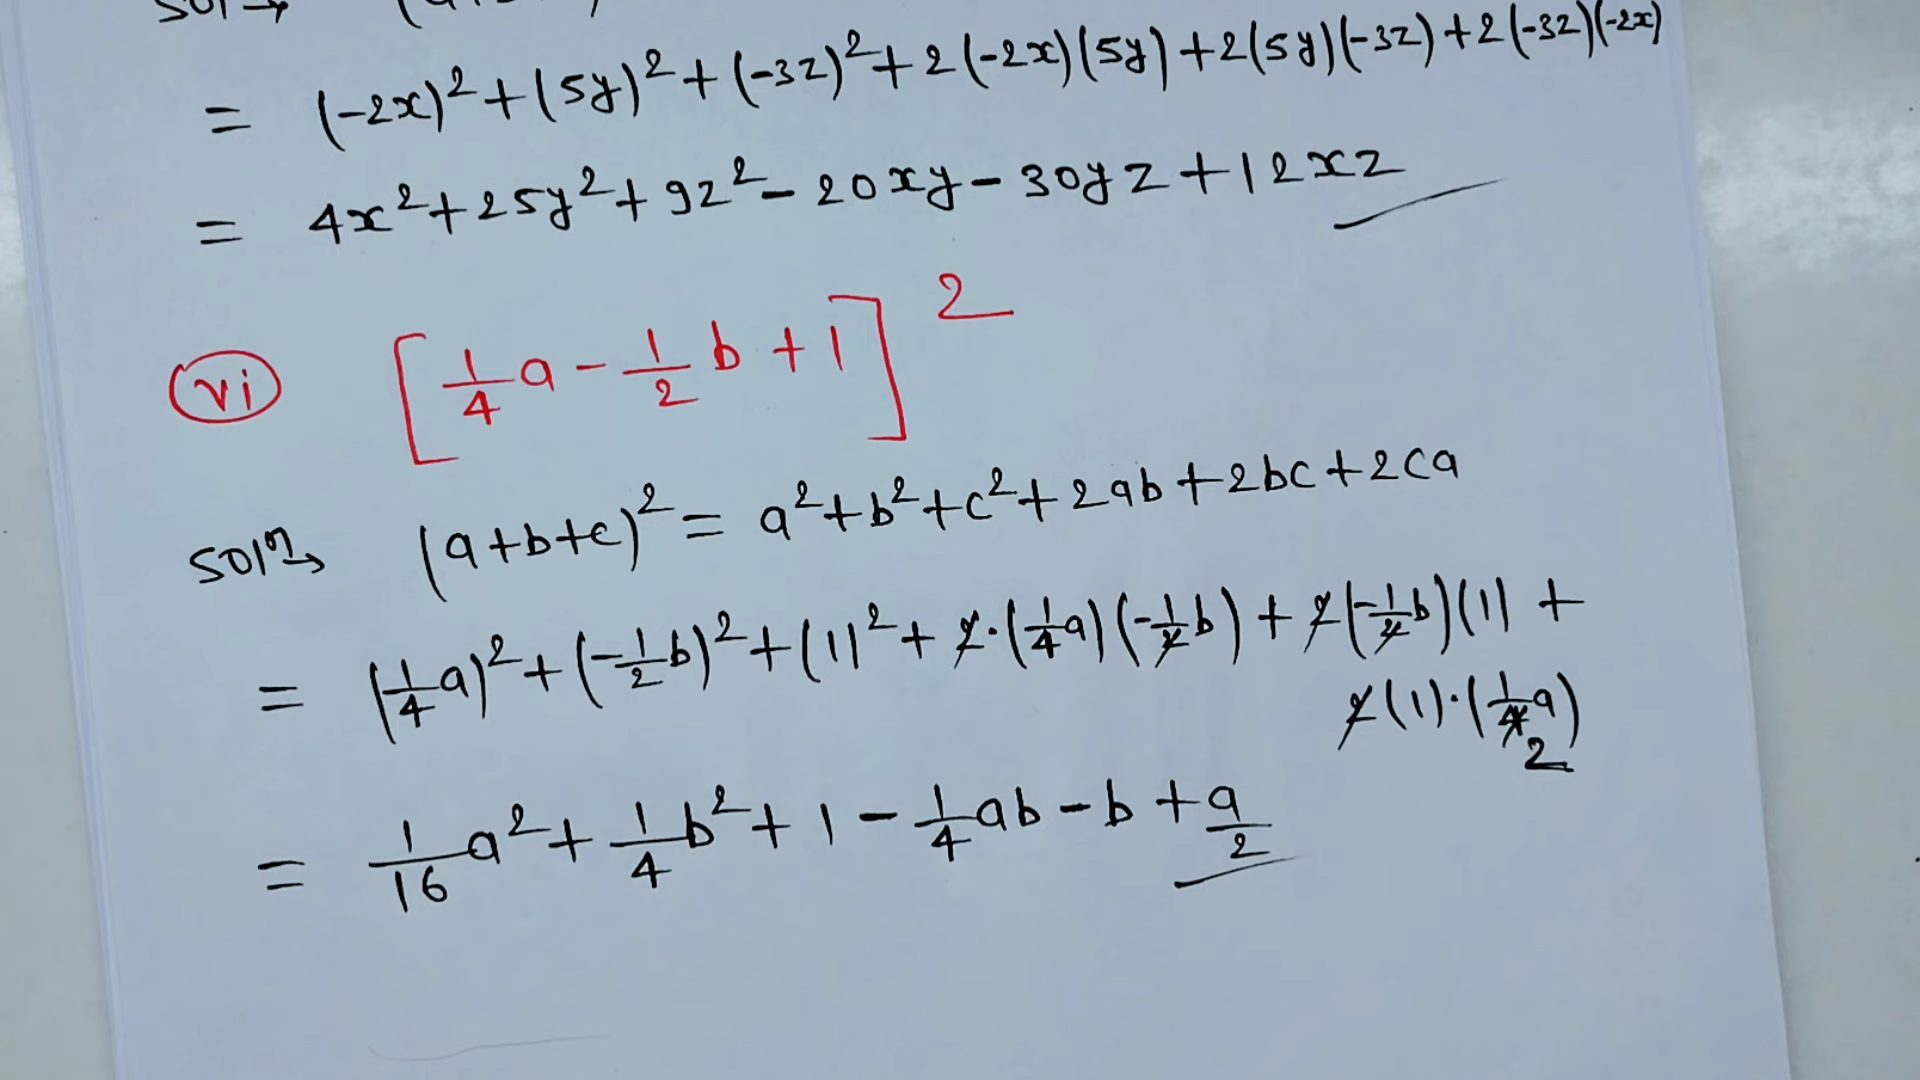 = (-2x)² + (5y)² + (-3z)² + 2(-2x)(5y) + 2(5y)(-3z) + 2(-3z)(-2x)
= 4x² + 25y² + 9z² - 20xy - 30yz + 12xz
(vi) [1/4 a - 1/2 b + 1]²
Solⁿ→ (a+b+c)² = a² + b² + c² + 2ab + 2bc + 2ca
= (1/4 a)² + (-1/2 b)² + (1)² + 2·(1/4 a)(-1/2 b) + 2(-1/2 b)(1) +
2(1)·(1/4 a)
2
= 1/16 a² + 1/4 b² + 1 - 1/4 ab - b + a/2